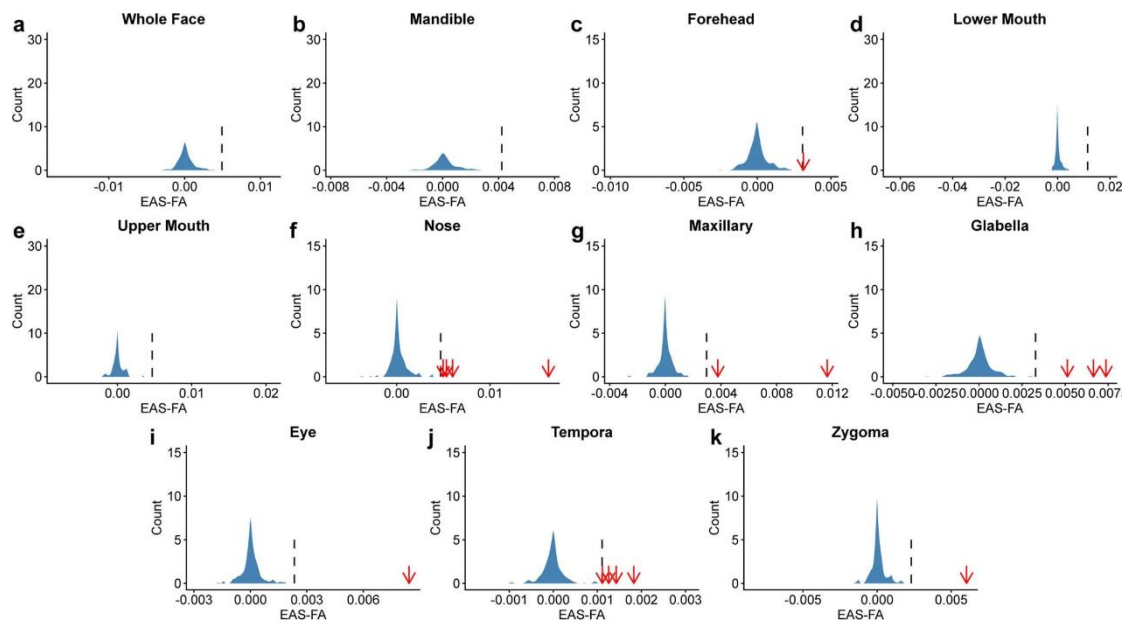 a Whole Face
30
20
10
0
Count
-0.01 0.00 0.01
EAS-FA
b Mandible
30
20
10
0
Count
-0.008 -0.004 0.000 0.004 0.008
EAS-FA
c Forehead
15
10
5
0
Count
-0.010 -0.005 0.000 0.005
EAS-FA
d Lower Mouth
30
20
10
0
Count
-0.06 -0.04 -0.02 0.00 0.02
EAS-FA
e Upper Mouth
30
20
10
0
Count
0.00 0.01 0.02
EAS-FA
f Nose
15
10
5
0
Count
0.00 0.01
EAS-FA
g Maxillary
15
10
5
0
Count
-0.004 0.000 0.004 0.008 0.012
EAS-FA
h Glabella
15
10
5
0
Count
-0.0050 -0.0025 0.0000 0.0025 0.0050 0.0075
EAS-FA
i Eye
15
10
5
0
Count
-0.003 0.000 0.003 0.006
EAS-FA
j Tempora
15
10
5
0
Count
-0.001 0.000 0.001 0.002 0.003
EAS-FA
k Zygoma
15
10
5
0
Count
-0.005 0.000 0.005
EAS-FA